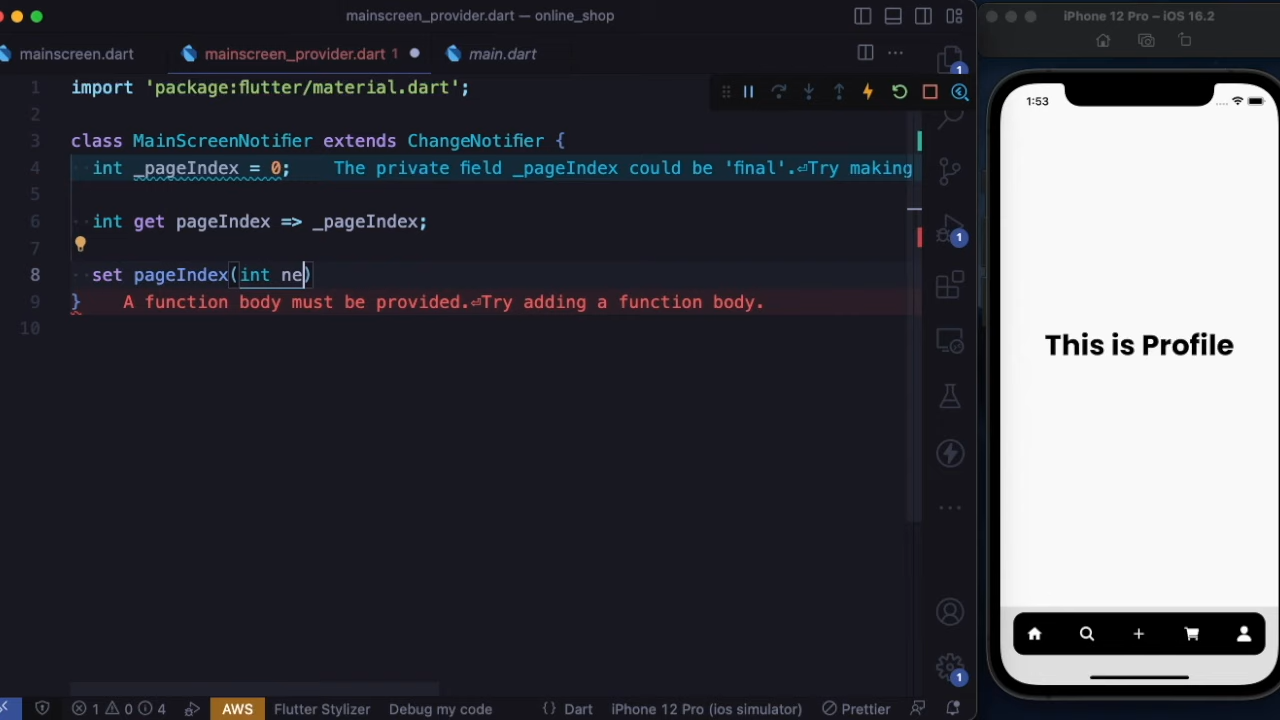 mainscreen_provider.dart — online_shop
iPhone 12 Pro – iOS 16.2
mainscreen.dart
mainscreen_provider.dart 1
main.dart
1 import 'package:flutter/material.dart';
2
3 class MainScreenNotifier extends ChangeNotifier {
4 int _pageIndex = 0; The private field _pageIndex could be 'final'.⏎Try making
5
6 int get pageIndex => _pageIndex;
7
8 set pageIndex(int ne)
9 } A function body must be provided.⏎Try adding a function body.
10
1
1
1
1:53
This is Profile
1 0 4
AWS
Flutter Stylizer
Debug my code
{} Dart
iPhone 12 Pro (ios simulator)
Prettier